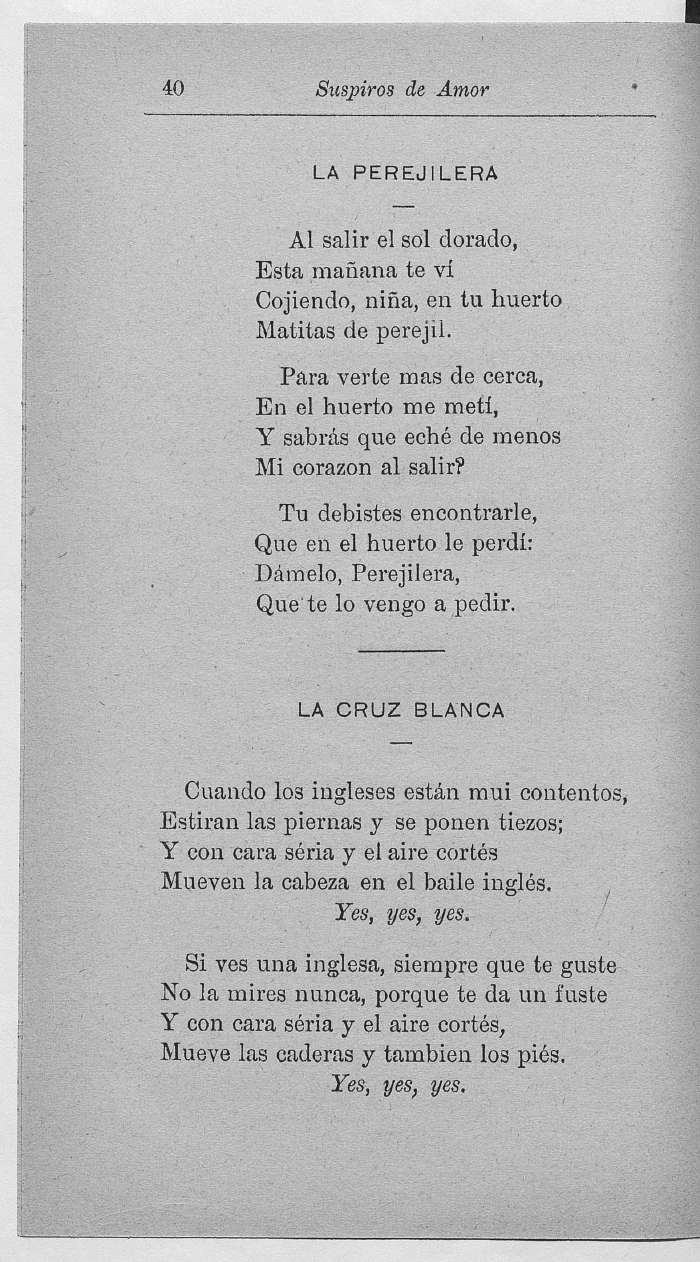 40 Suspiros de Amor
LA PEREJILERA
Al salir el sol dorado,
Esta mañana te ví
Cojiendo, niña, en tu huerto
Matitas de perejil.
Para verte mas de cerca,
En el huerto me metí,
Y sabrás que eché de menos
Mi corazon al salir?
Tu debistes encontrarle,
Que en el huerto le perdí:
Dámelo, Perejilera,
Que te lo vengo a pedir.
LA CRUZ BLANCA
Cuando los ingleses están mui contentos,
Estiran las piernas y se ponen tiezos;
Y con cara séria y el aire cortés
Mueven la cabeza en el baile inglés.
Yes, yes, yes.
Si ves una inglesa, siempre que te guste
No la mires nunca, porque te da un fuste
Y con cara séria y el aire cortés,
Mueve las caderas y tambien los piés.
Yes, yes, yes.